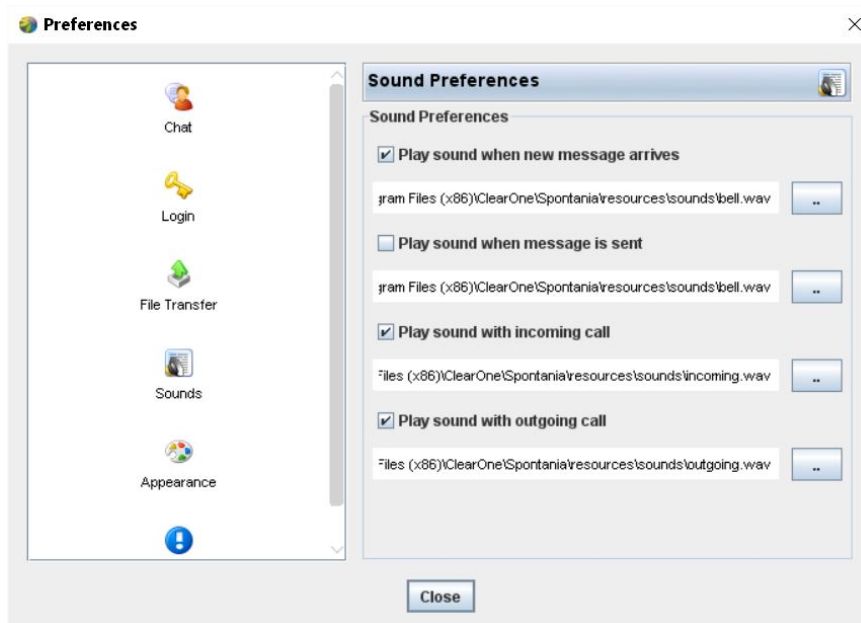 Preferences
Chat
Login
File Transfer
Sounds
Appearance
Sound Preferences
Sound Preferences
Play sound when new message arrives
gram Files (x86)\ClearOne\Spontania\resources\sounds\bell.wav
..
Play sound when message is sent
gram Files (x86)\ClearOne\Spontania\resources\sounds\bell.wav
..
Play sound with incoming call
Files (x86)\ClearOne\Spontania\resources\sounds\incoming.wav
..
Play sound with outgoing call
Files (x86)\ClearOne\Spontania\resources\sounds\outgoing.wav
..
Close